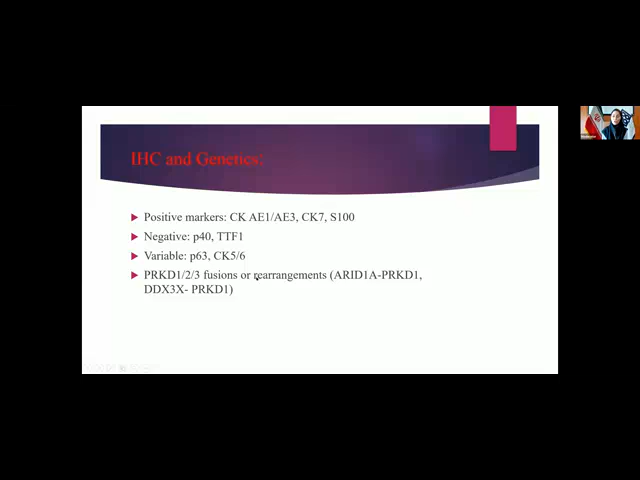 IHC and Genetics:
Positive markers: CK AE1/AE3, CK7, S100
Negative: p40, TTF1
Variable: p63, CK5/6
PRKD1/2/3 fusions or rearrangements (ARID1A-PRKD1,
DDX3X- PRKD1)